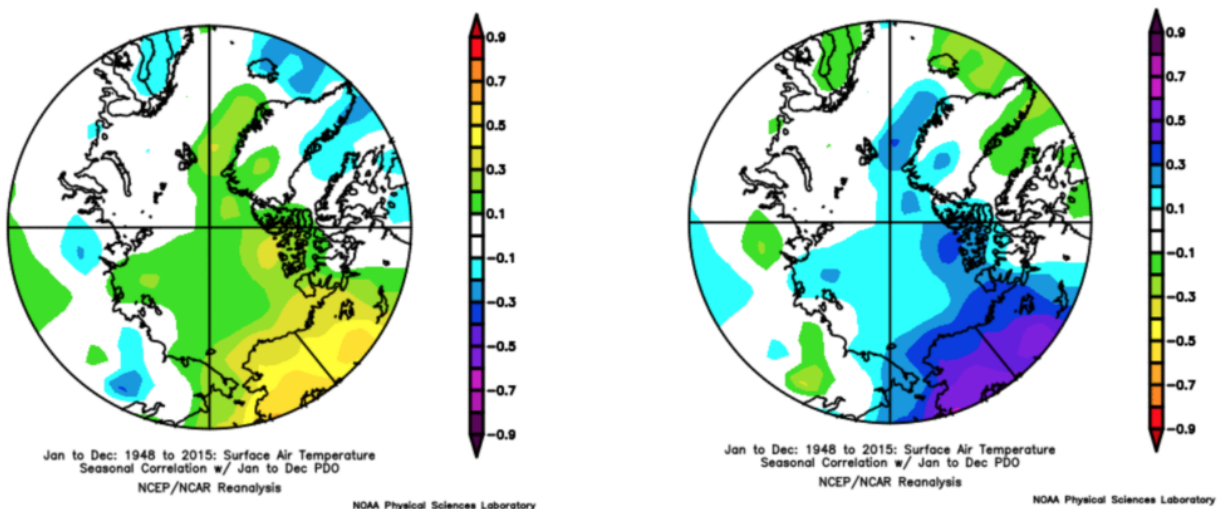 0.9
0.7
0.5
0.3
0.1
-0.1
-0.3
-0.5
-0.7
-0.9
Jan to Dec: 1948 to 2015: Surface Air Temperature
Seasonal Correlation w/ Jan to Dec PDO
NCEP/NCAR Reanalysis
NOAA Physical Sciences Laboratory
0.9
0.7
0.5
0.3
0.1
-0.1
-0.3
-0.5
-0.7
-0.9
Jan to Dec: 1948 to 2015: Surface Air Temperature
Seasonal Correlation w/ Jan to Dec PDO
NCEP/NCAR Reanalysis
NOAA Physical Sciences Laboratory